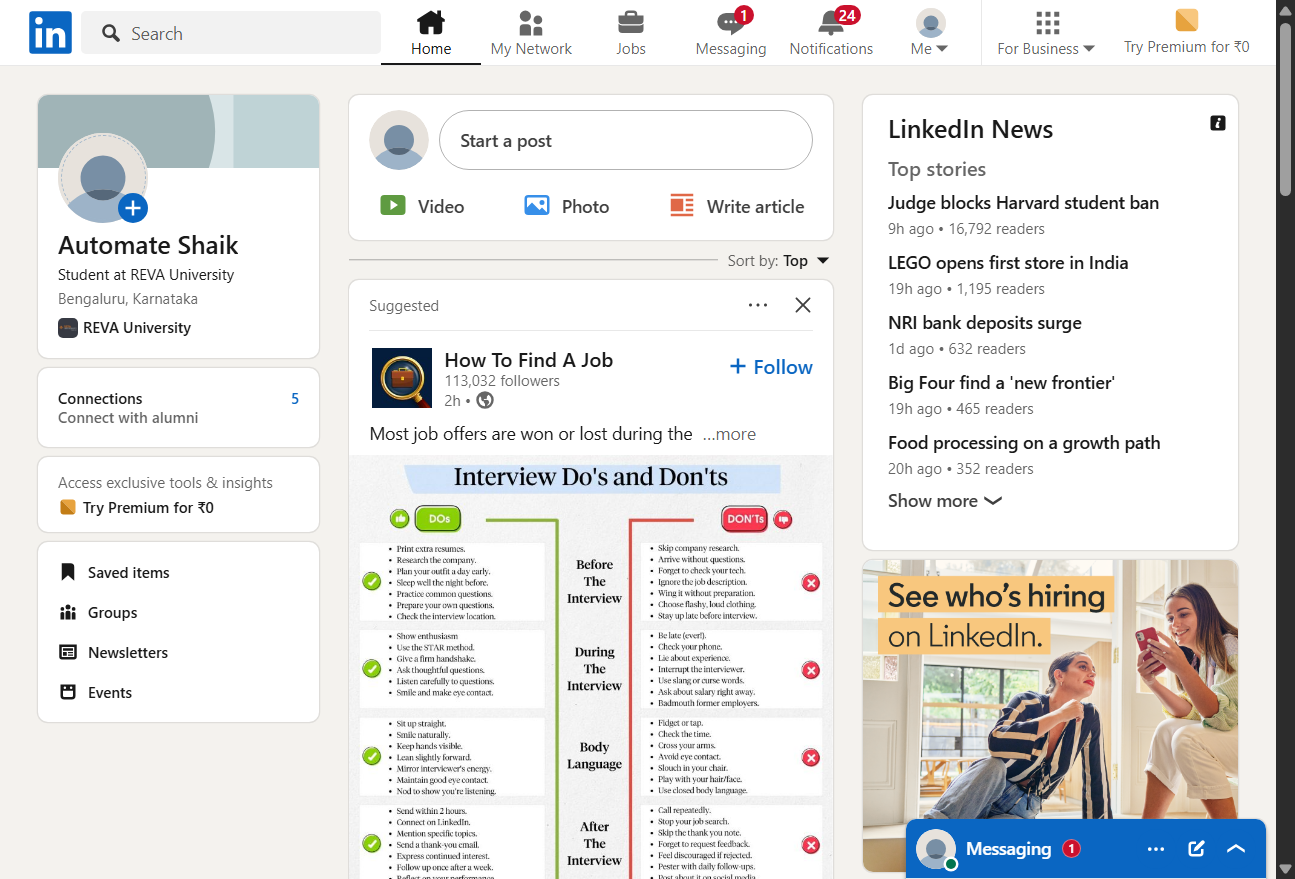 in
Search
Home
My Network
Jobs
1
Messaging
24
Notifications
Me
For Business
Try Premium for ₹0
Automate Shaik
Student at REVA University
Bengaluru, Karnataka
REVA University
Connections 5
Connect with alumni
Access exclusive tools & insights
Try Premium for ₹0
Saved items
Groups
Newsletters
Events
Start a post
Video
Photo
Write article
Sort by: Top
Suggested
How To Find A Job
113,032 followers
2h •
+ Follow
Most job offers are won or lost during the ...more
Interview Do's and Don'ts
DOs
DON'Ts
Before
The
Interview
• Print extra resumes.
• Research the company.
• Plan your outfit a day early.
• Sleep well the night before.
• Practice common questions.
• Prepare your own questions.
• Check the interview location.
• Skip company research.
• Arrive without questions.
• Forget to check your tech.
• Ignore the job description.
• Wing it without preparation.
• Choose flashy, loud clothing.
• Stay up late before interview.
During
The
Interview
• Show enthusiasm
• Use the STAR method.
• Give a firm handshake.
• Ask thoughtful questions.
• Listen carefully to questions.
• Smile and make eye contact.
• Be late (ever!).
• Check your phone.
• Lie about experience.
• Interrupt the interviewer.
• Use slang or curse words.
• Ask about salary right away.
• Badmouth former employers.
Body
Language
• Sit up straight.
• Smile naturally.
• Keep hands visible.
• Lean slightly forward.
• Mirror interviewer's energy.
• Maintain good eye contact.
• Nod to show you're listening.
• Fidget or tap.
• Check the time.
• Cross your arms.
• Avoid eye contact.
• Slouch in your chair.
• Play with your hair/face.
• Use closed body language.
After
The
Interview
• Send within 2 hours.
• Connect on LinkedIn.
• Mention specific topics.
• Send a thank-you email.
• Express continued interest.
• Follow up once after a week.
• Reflect on your performance.
• Call repeatedly.
• Stop your job search.
• Skip the thank you note.
• Forget to request feedback.
• Feel discouraged if rejected.
• Pester with daily follow-ups.
• Post about it on social media.
LinkedIn News
Top stories
Judge blocks Harvard student ban
9h ago • 16,792 readers
LEGO opens first store in India
19h ago • 1,195 readers
NRI bank deposits surge
1d ago • 632 readers
Big Four find a 'new frontier'
19h ago • 465 readers
Food processing on a growth path
20h ago • 352 readers
Show more
See who's hiring
on LinkedIn.
Messaging 1